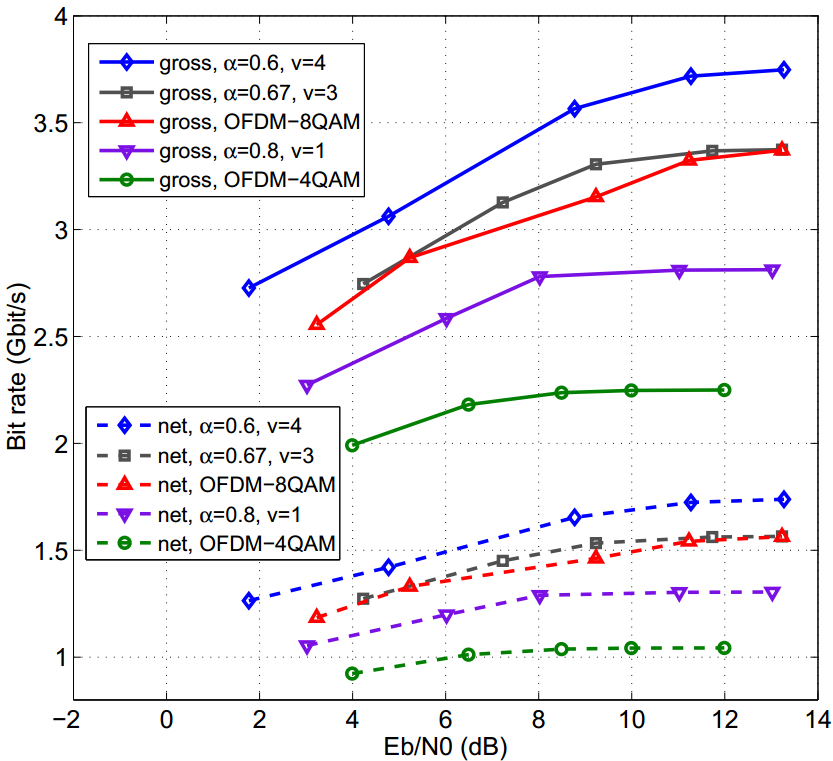 4
3.5
3
2.5
2
1.5
1
Bit rate (Gbit/s)
gross, α=0.6, v=4
gross, α=0.67, v=3
gross, OFDM−8QAM
gross, α=0.8, v=1
gross, OFDM−4QAM
net, α=0.6, v=4
net, α=0.67, v=3
net, OFDM−8QAM
net, α=0.8, v=1
net, OFDM−4QAM
−2 0 2 4 6 8 10 12 14
Eb/N0 (dB)